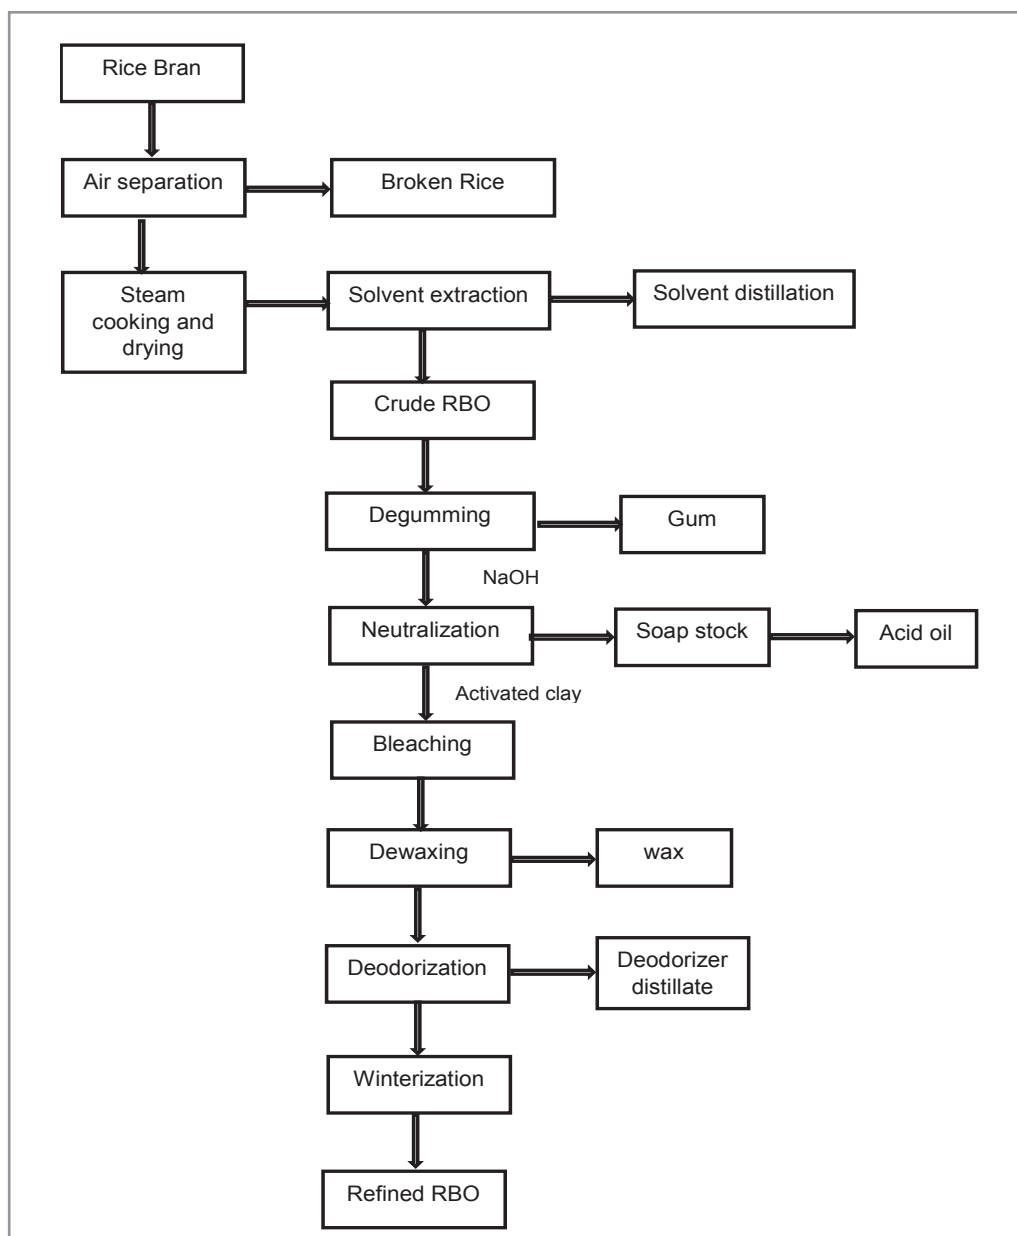 Rice Bran
Air separation
Broken Rice
Steam
cooking and
drying
Solvent extraction
Solvent distillation
Crude RBO
Degumming
Gum
NaOH
Neutralization
Soap stock
Acid oil
Activated clay
Bleaching
Dewaxing
wax
Deodorization
Deodorizer
distillate
Winterization
Refined RBO